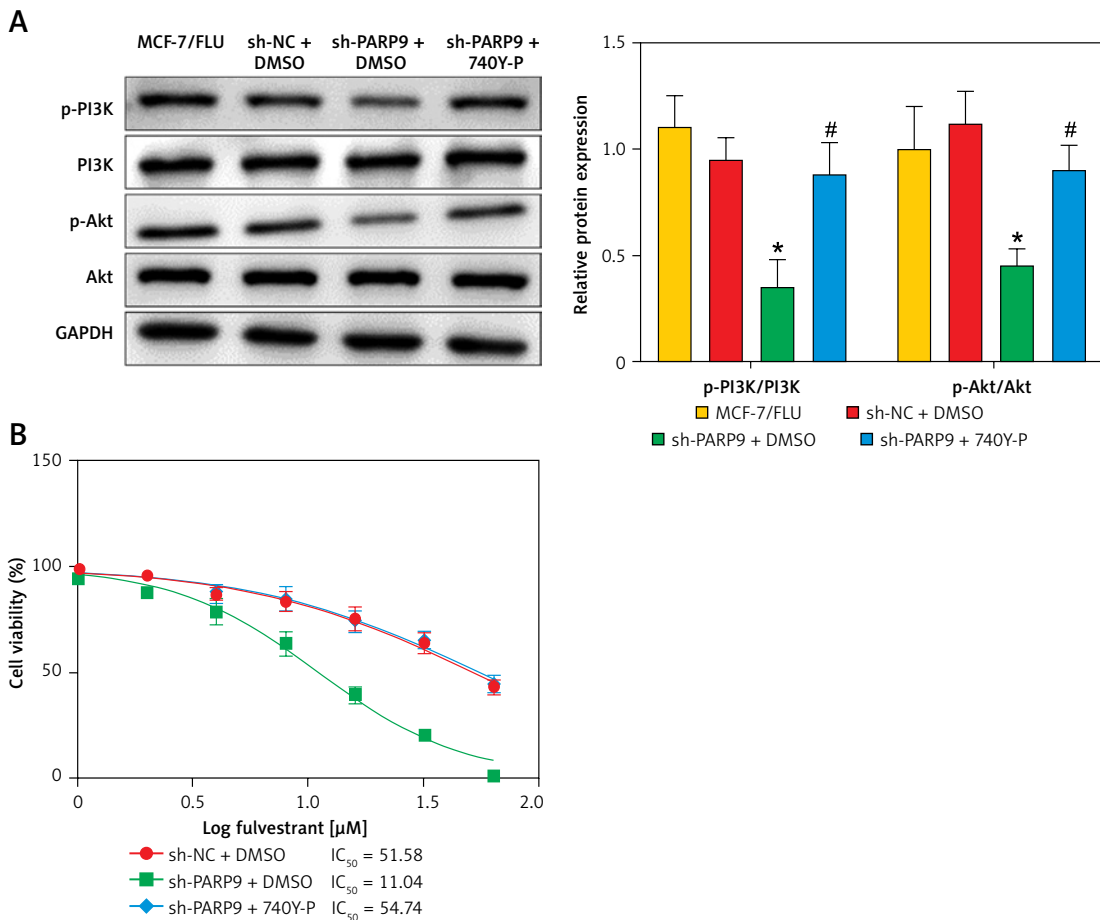 A
MCF-7/FLU sh-NC + DMSO sh-PARP9 + DMSO sh-PARP9 + 740Y-P
p-PI3K
PI3K
p-Akt
Akt
GAPDH
Relative protein expression
1.5
1.0
0.5
0
* # * #
p-PI3K/PI3K p-Akt/Akt
MCF-7/FLU sh-NC + DMSO
sh-PARP9 + DMSO sh-PARP9 + 740Y-P
B
Cell viability (%)
150
100
50
0
0 0.5 1.0 1.5 2.0
Log fulvestrant [µM]
sh-NC + DMSO IC50 = 51.58
sh-PARP9 + DMSO IC50 = 11.04
sh-PARP9 + 740Y-P IC50 = 54.74